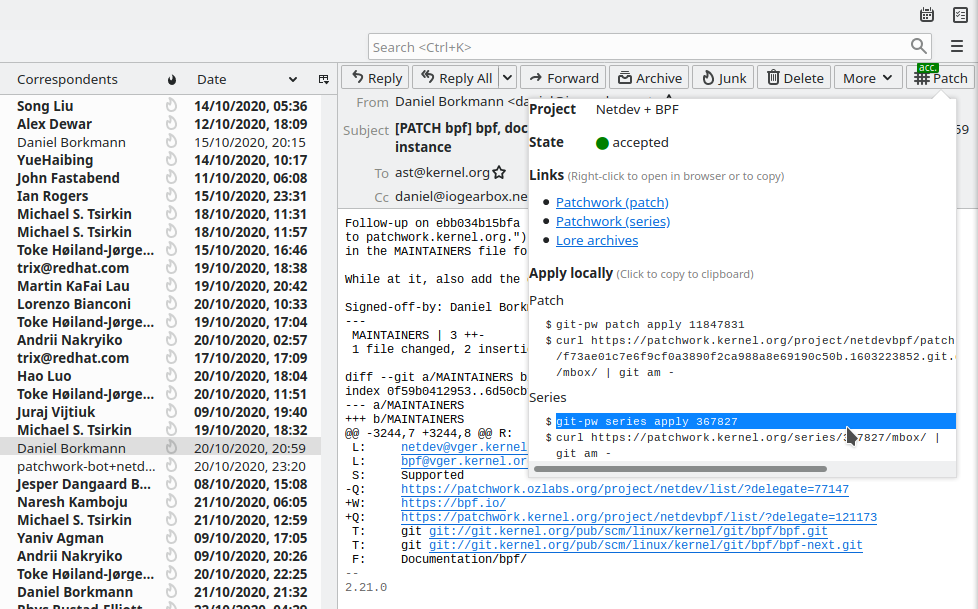 Search <Ctrl+K>
Correspondents Date
Song Liu 14/10/2020, 05:36
Alex Dewar 12/10/2020, 18:09
Daniel Borkmann 15/10/2020, 20:15
YueHaibing 14/10/2020, 10:17
John Fastabend 11/10/2020, 06:08
Ian Rogers 15/10/2020, 23:31
Michael S. Tsirkin 18/10/2020, 11:31
Michael S. Tsirkin 18/10/2020, 11:57
Toke Høiland-Jørge... 15/10/2020, 16:46
trix@redhat.com 19/10/2020, 18:38
Martin KaFai Lau 19/10/2020, 20:42
Lorenzo Bianconi 20/10/2020, 10:33
Toke Høiland-Jørge... 19/10/2020, 17:04
Andrii Nakryiko 20/10/2020, 02:57
trix@redhat.com 17/10/2020, 17:09
Hao Luo 20/10/2020, 18:04
Toke Høiland-Jørge... 20/10/2020, 11:51
Juraj Vijtiuk 09/10/2020, 19:40
Michael S. Tsirkin 19/10/2020, 18:32
Daniel Borkmann 20/10/2020, 20:59
patchwork-bot+netd... 20/10/2020, 23:20
Jesper Dangaard B... 08/10/2020, 15:08
Naresh Kamboju 21/10/2020, 06:05
Michael S. Tsirkin 21/10/2020, 12:59
Yaniv Agman 09/10/2020, 17:05
Andrii Nakryiko 09/10/2020, 20:26
Toke Høiland-Jørge... 20/10/2020, 22:25
Daniel Borkmann 21/10/2020, 21:32
Reply Reply All Forward Archive Junk Delete More acc. Patch
From Daniel Borkmann <da
Subject [PATCH bpf] bpf, doc
instance
59
To ast@kernel.org
Cc daniel@iogearbox.ne
Follow-up on ebb034b15bfa
to patchwork.kernel.org.")
in the MAINTAINERS file fo
While at it, also add the
Signed-off-by: Daniel Bork
---
MAINTAINERS | 3 ++-
1 file changed, 2 inserti
diff --git a/MAINTAINERS b
index 0f59b0412953..6d50cb
--- a/MAINTAINERS
+++ b/MAINTAINERS
@@ -3244,7 +3244,8 @@ R:
L: netdev@vger.kernel
L: bpf@vger.kernel.or
S: Supported
-Q: https://patchwork.ozlabs.org/project/netdev/list/?delegate=77147
+W: https://bpf.io/
+Q: https://patchwork.kernel.org/project/netdevbpf/list/?delegate=121173
T: git git://git.kernel.org/pub/scm/linux/kernel/git/bpf/bpf.git
T: git git://git.kernel.org/pub/scm/linux/kernel/git/bpf/bpf-next.git
F: Documentation/bpf/
--
2.21.0
Project Netdev + BPF
State accepted
Links (Right-click to open in browser or to copy)
Patchwork (patch)
Patchwork (series)
Lore archives
Apply locally (Click to copy to clipboard)
Patch
$ git-pw patch apply 11847831
$ curl https://patchwork.kernel.org/project/netdevbpf/patch
/f73ae01c7e6f9cf0a3890f2ca988a8e69190c50b.1603223852.git.
/mbox/ | git am -
Series
$ git-pw series apply 367827
$ curl https://patchwork.kernel.org/series/367827/mbox/ |
git am -